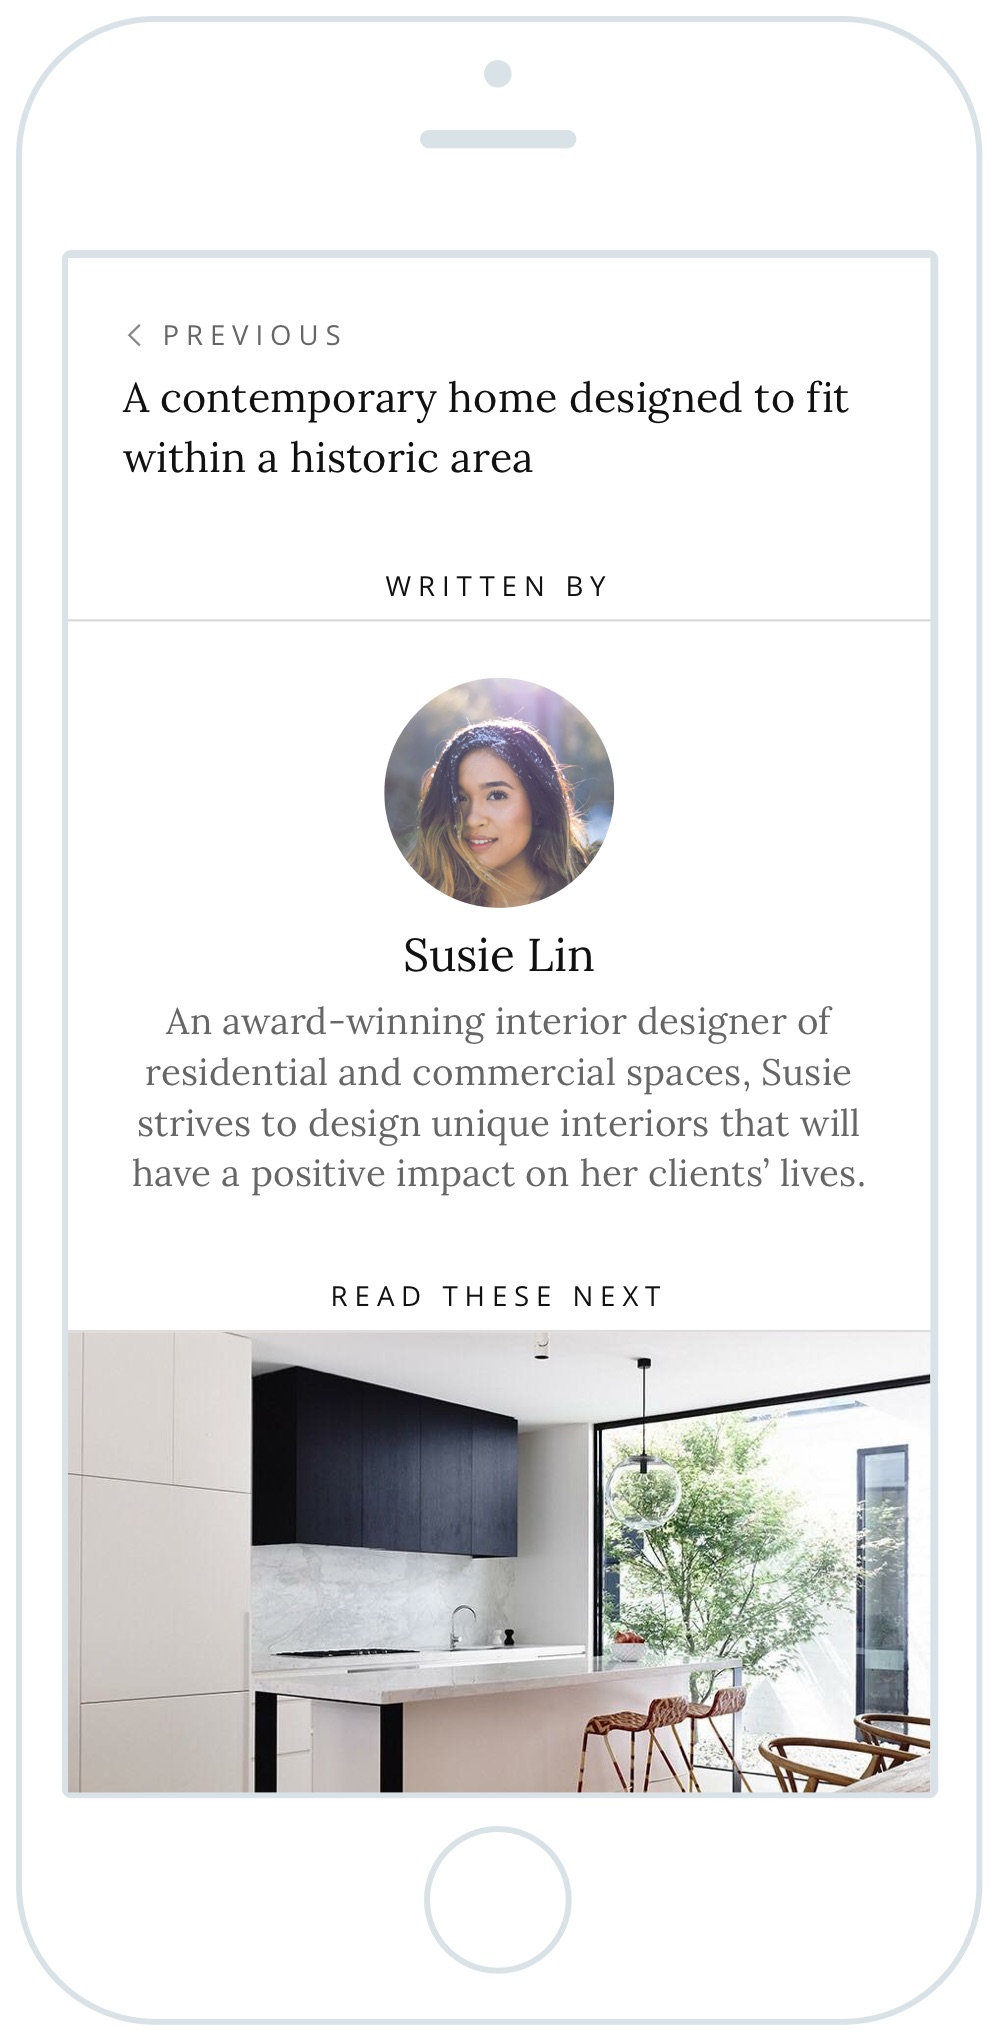 PREVIOUS
A contemporary home designed to fit
within a historic area
WRITTEN BY
Susie Lin
An award-winning interior designer of
residential and commercial spaces, Susie
strives to design unique interiors that will
have a positive impact on her clients’ lives.
READ THESE NEXT